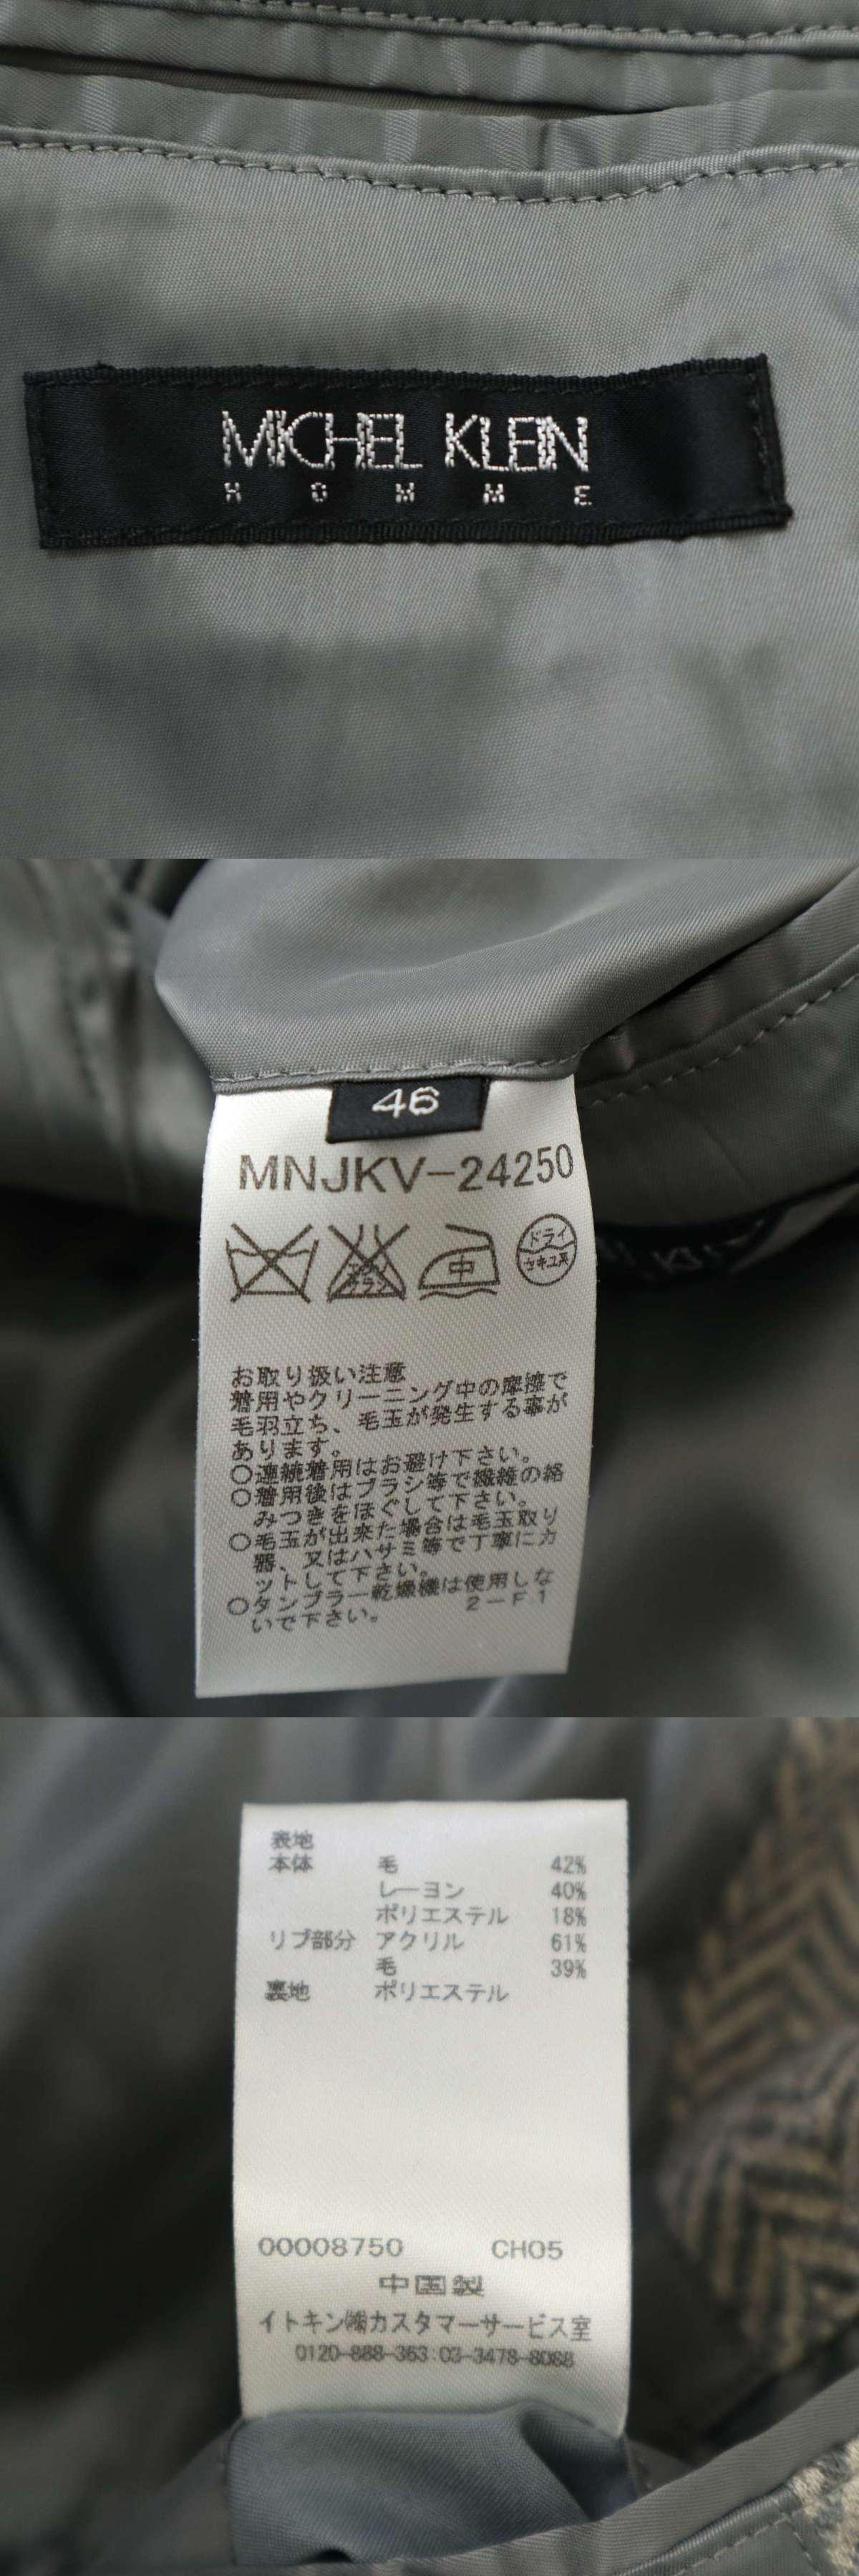 MICHEL KLEIN
HOMME
46
MNJKV-24250
エンソ
サラシ
中
ドライ
セキユ系
お取り扱い注意
着用やクリーニング中の摩擦で
毛羽立ち、毛玉が発生する事が
あります。
○連続着用はお避け下さい。
○着用後はブラシ等で繊維の絡
みつきをほぐして下さい。
○毛玉が出来た場合は毛玉取り
器、又はハサミ等で丁寧にカ
ットして下さい。
○タンブラー乾燥機は使用しな
いで下さい。 2-F1
表地
本体 毛 42%
レーヨン 40%
ポリエステル 18%
リブ部分 アクリル 61%
毛 39%
裏地 ポリエステル
00008750 CH05
中国製
イトキン㈱カスタマーサービス室
0120-888-363:03-3478-8088